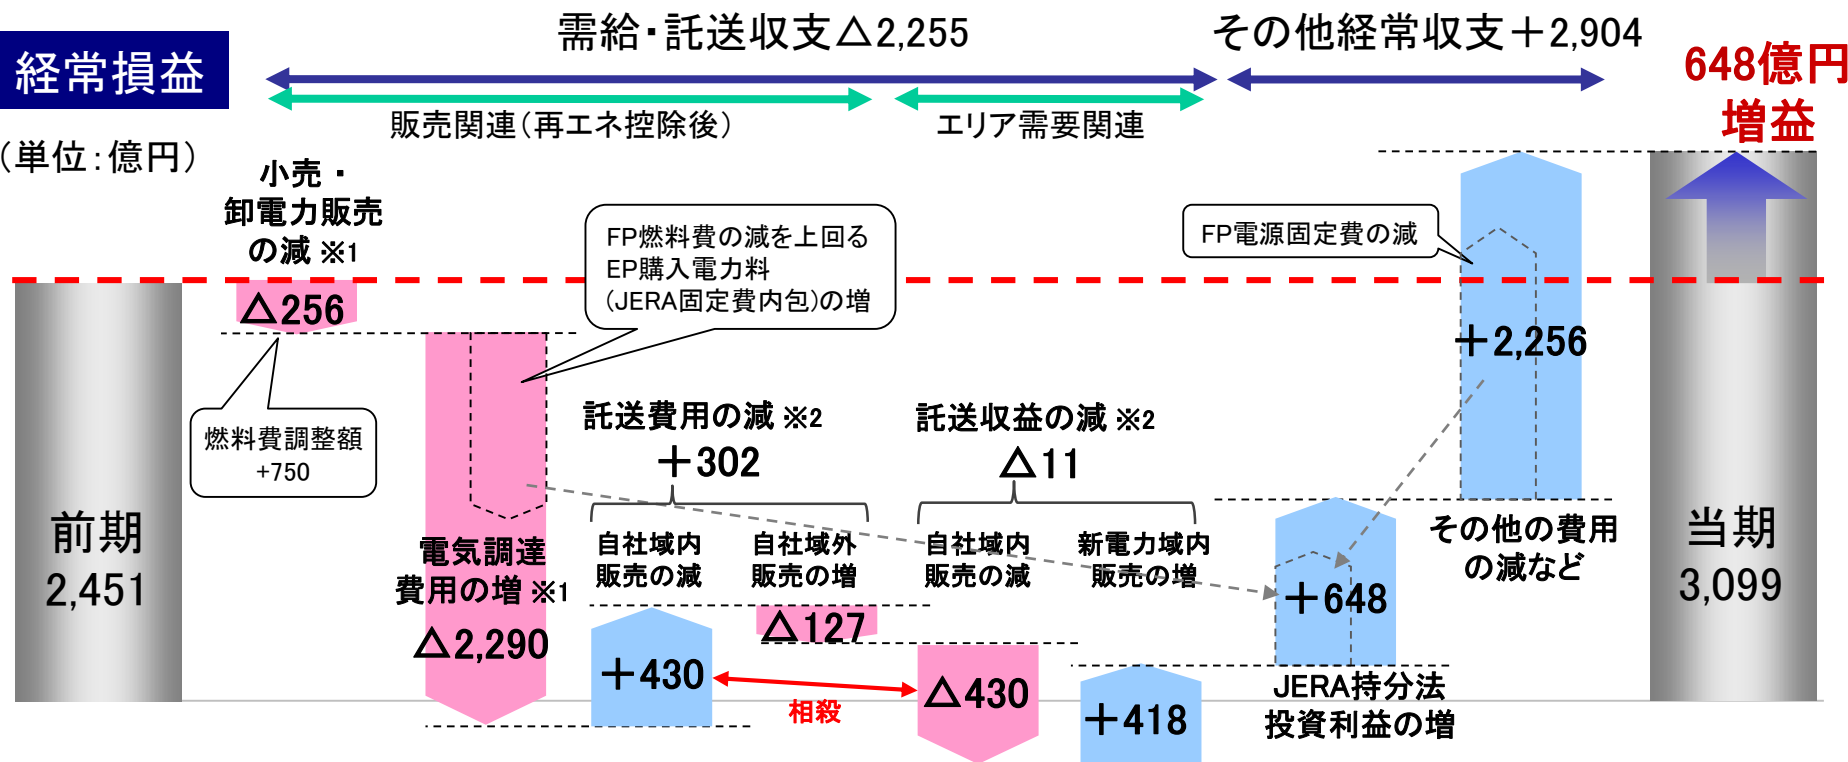 需給・託送収支△2,255
その他経常収支＋2,904
経常損益
648億円
増益
販売関連（再エネ控除後）
エリア需要関連
（単位：億円）
小売・
卸電力販売
の減 ※1
△256
FP燃料費の減を上回る
EP購入電力料
(JERA固定費内包)の増
FP電源固定費の減
＋2,256
燃料費調整額
+750
託送費用の減 ※2
＋302
託送収益の減 ※2
△11
前期
2,451
電気調達
費用の増 ※1
△2,290
自社域内
販売の減
自社域外
販売の増
自社域内
販売の減
新電力域内
販売の増
その他の費用
の減など
当期
3,099
＋648
△127
＋430
相殺
△430
＋418
JERA持分法
投資利益の増